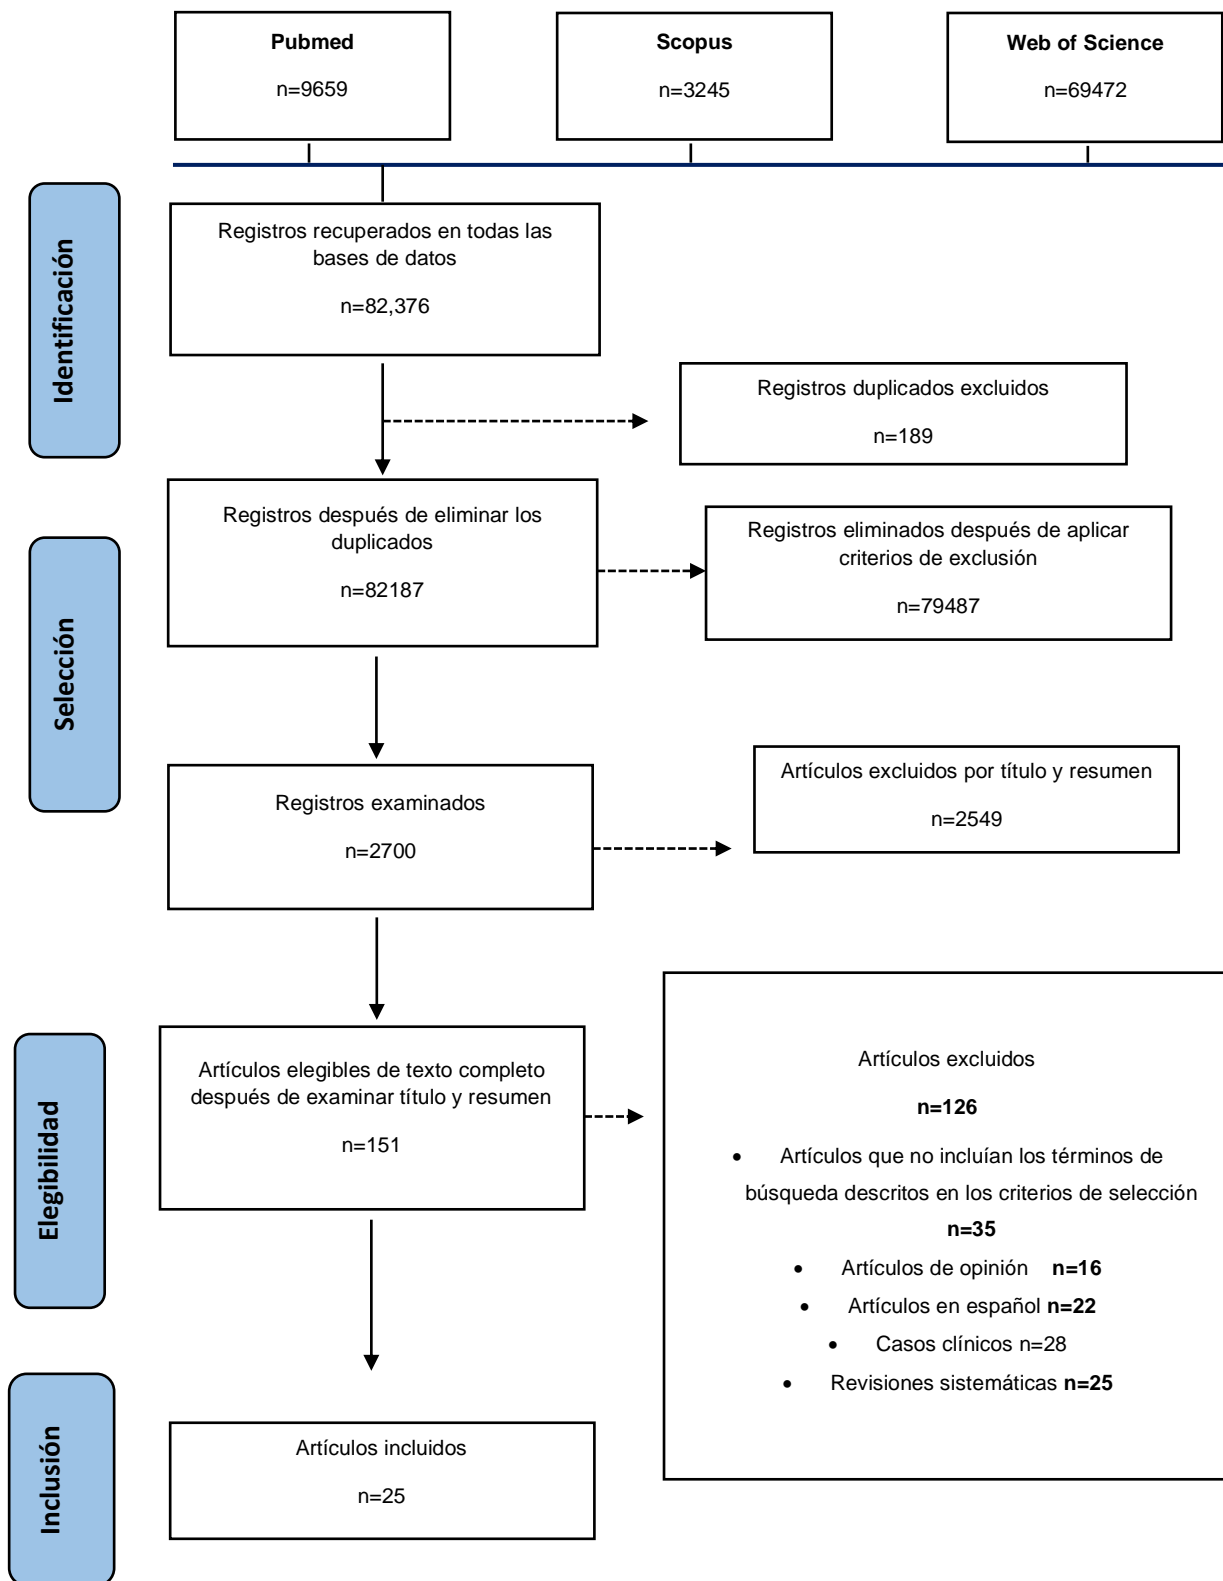 Pubmed
n=9659
Scopus
n=3245
Web of Science
n=69472
Identificación
Registros recuperados en todas las
bases de datos
n=82,376
Registros duplicados excluidos
n=189
Selección
Registros después de eliminar los
duplicados
n=82187
Registros eliminados después de aplicar
criterios de exclusión
n=79487
Registros examinados
n=2700
Artículos excluidos por título y resumen
n=2549
Elegibilidad
Artículos elegibles de texto completo
después de examinar título y resumen
n=151
Artículos excluidos
n=126
• Artículos que no incluían los términos de
búsqueda descritos en los criterios de selección
n=35
• Artículos de opinión n=16
• Artículos en español n=22
• Casos clínicos n=28
• Revisiones sistemáticas n=25
Inclusión
Artículos incluidos
n=25